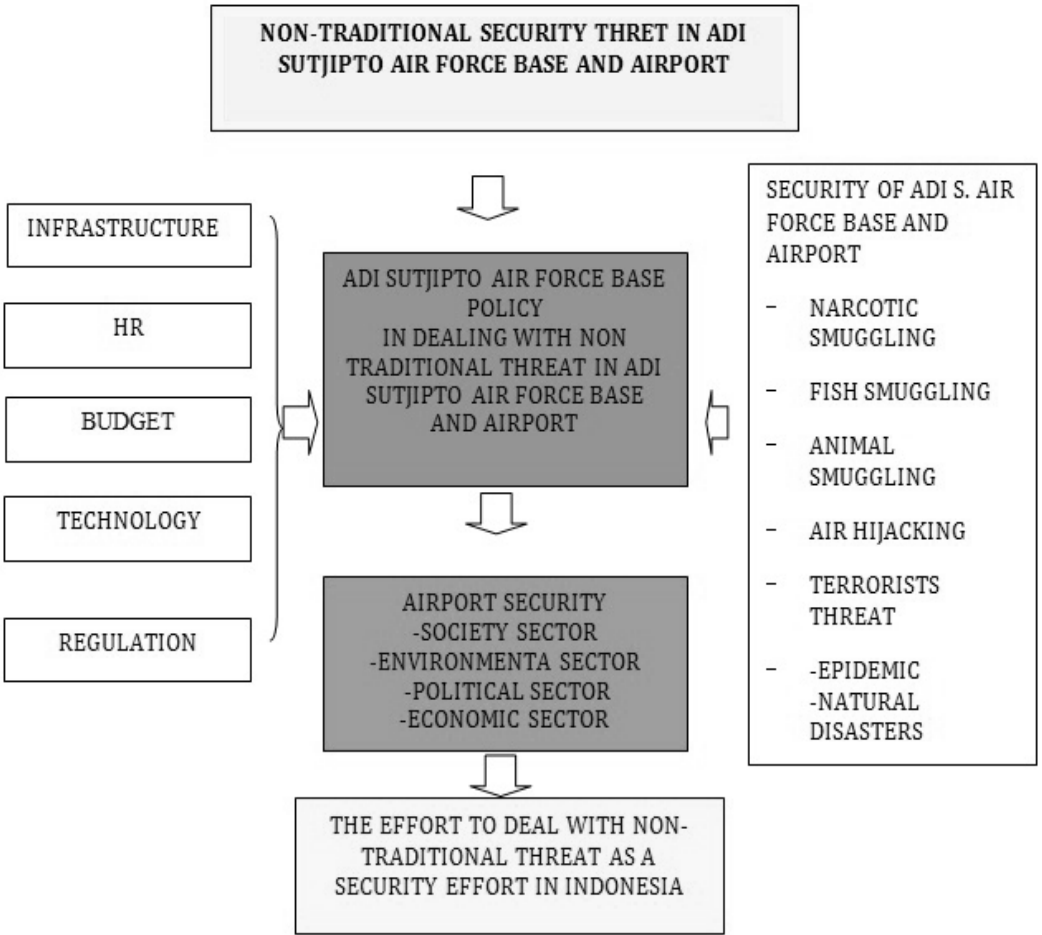 NON-TRADITIONAL SECURITY THRET IN ADI
SUTJIPTO AIR FORCE BASE AND AIRPORT
INFRASTRUCTURE
HR
BUDGET
TECHNOLOGY
REGULATION
ADI SUTJIPTO AIR FORCE BASE
POLICY
IN DEALING WITH NON
TRADITIONAL THREAT IN ADI
SUTJIPTO AIR FORCE BASE
AND AIRPORT
SECURITY OF ADI S. AIR
FORCE BASE AND
AIRPORT
- NARCOTIC
SMUGGLING
- FISH SMUGGLING
- ANIMAL
SMUGGLING
- AIR HIJACKING
- TERRORISTS
THREAT
- -EPIDEMIC
-NATURAL
DISASTERS
AIRPORT SECURITY
-SOCIETY SECTOR
-ENVIRONMENTA SECTOR
-POLITICAL SECTOR
-ECONOMIC SECTOR
THE EFFORT TO DEAL WITH NON-
TRADITIONAL THREAT AS A
SECURITY EFFORT IN INDONESIA